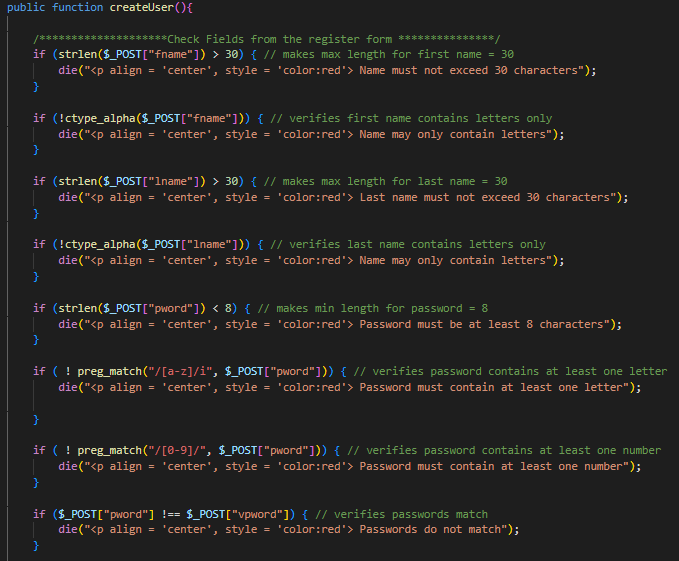 public function createUser(){
/********************Check Fields from the register form ***************/
if (strlen($_POST["fname"]) > 30) { // makes max length for first name = 30
die("<p align = 'center', style = 'color:red'> Name must not exceed 30 characters");
}
if (!ctype_alpha($_POST["fname"])) { // verifies first name contains letters only
die("<p align = 'center', style = 'color:red'> Name may only contain letters");
}
if (strlen($_POST["lname"]) > 30) { // makes max length for last name = 30
die("<p align = 'center', style = 'color:red'> Last name must not exceed 30 characters");
}
if (!ctype_alpha($_POST["lname"])) { // verifies last name contains letters only
die("<p align = 'center', style = 'color:red'> Name may only contain letters");
}
if (strlen($_POST["pword"]) < 8) { // makes min length for password = 8
die("<p align = 'center', style = 'color:red'> Password must be at least 8 characters");
}
if ( ! preg_match("/[a-z]/i", $_POST["pword"])) { // verifies password contains at least one letter
die("<p align = 'center', style = 'color:red'> Password must contain at least one letter");
}
if ( ! preg_match("/[0-9]/", $_POST["pword"])) { // verifies password contains at least one number
die("<p align = 'center', style = 'color:red'> Password must contain at least one number");
}
if ($_POST["pword"] !== $_POST["vpword"]) { // verifies passwords match
die("<p align = 'center', style = 'color:red'> Passwords do not match");
}